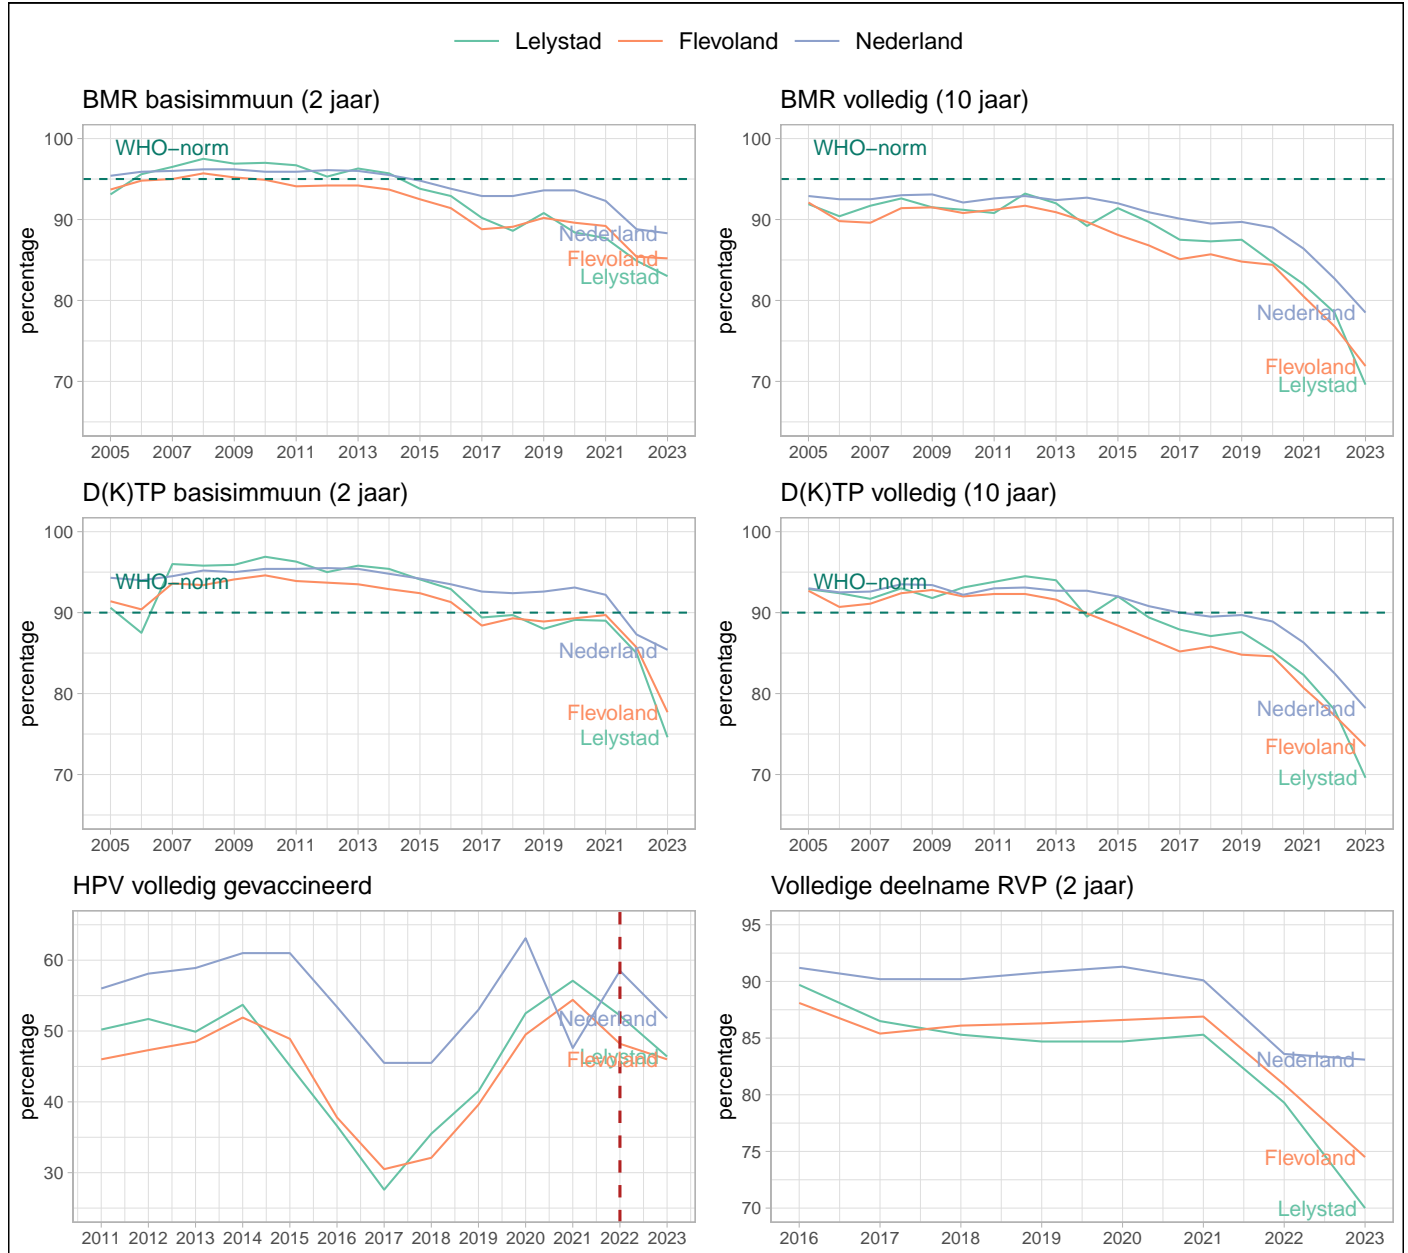 Lelystad Flevoland Nederland
BMR basisimmuun (2 jaar)
percentage
100
90
80
70
WHO−norm
Nederland
Flevoland
Lelystad
2005 2007 2009 2011 2013 2015 2017 2019 2021 2023
BMR volledig (10 jaar)
percentage
100
90
80
70
WHO−norm
Nederland
Flevoland
Lelystad
2005 2007 2009 2011 2013 2015 2017 2019 2021 2023
D(K)TP basisimmuun (2 jaar)
percentage
100
90
80
70
WHO−norm
Nederland
Flevoland
Lelystad
2005 2007 2009 2011 2013 2015 2017 2019 2021 2023
D(K)TP volledig (10 jaar)
percentage
100
90
80
70
WHO−norm
Nederland
Flevoland
Lelystad
2005 2007 2009 2011 2013 2015 2017 2019 2021 2023
HPV volledig gevaccineerd
percentage
60
50
40
30
Nederland
Lelystad
Flevoland
2011 2012 2013 2014 2015 2016 2017 2018 2019 2020 2021 2022 2023
Volledige deelname RVP (2 jaar)
percentage
95
90
85
80
75
70
Nederland
Flevoland
Lelystad
2016 2017 2018 2019 2020 2021 2022 2023